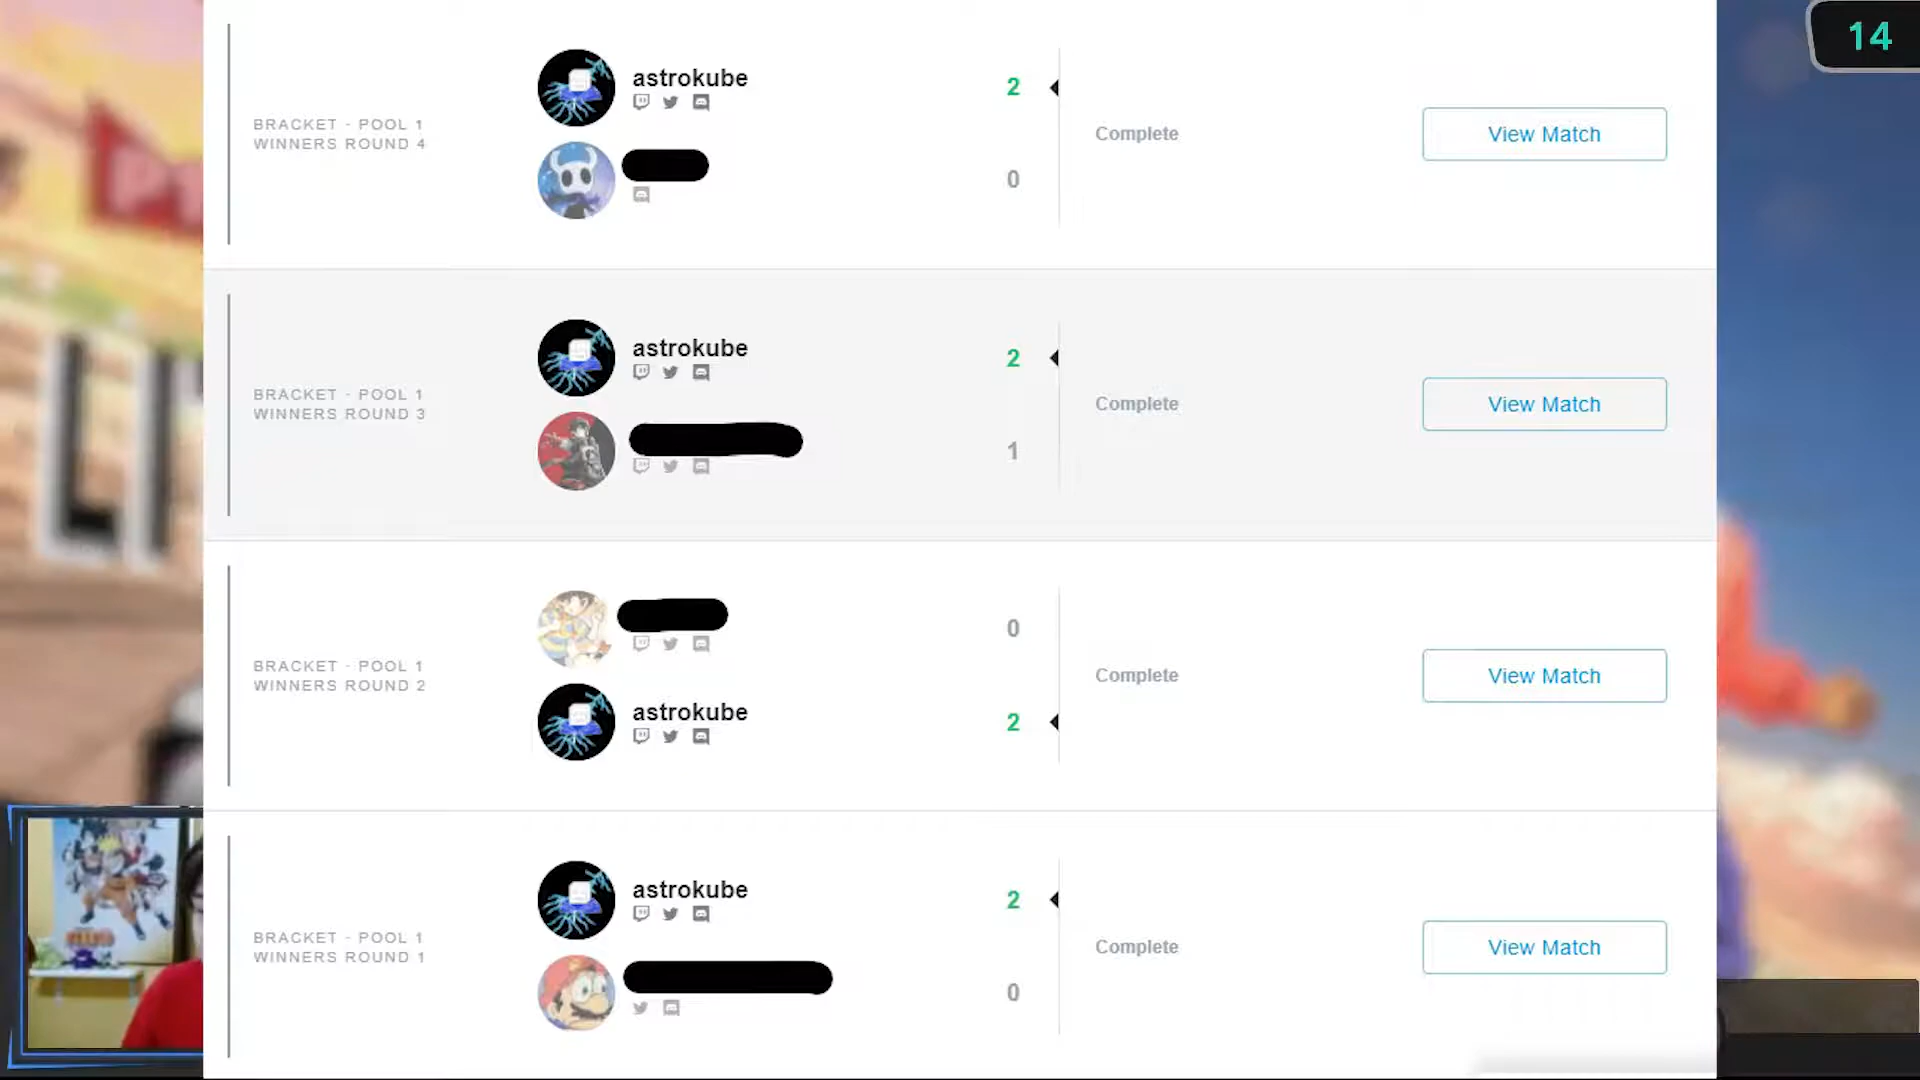 14
BRACKET - POOL 1
WINNERS ROUND 4
astrokube
2
0
Complete
View Match
BRACKET - POOL 1
WINNERS ROUND 3
astrokube
2
1
Complete
View Match
BRACKET - POOL 1
WINNERS ROUND 2
0
astrokube
2
Complete
View Match
BRACKET - POOL 1
WINNERS ROUND 1
astrokube
2
0
Complete
View Match